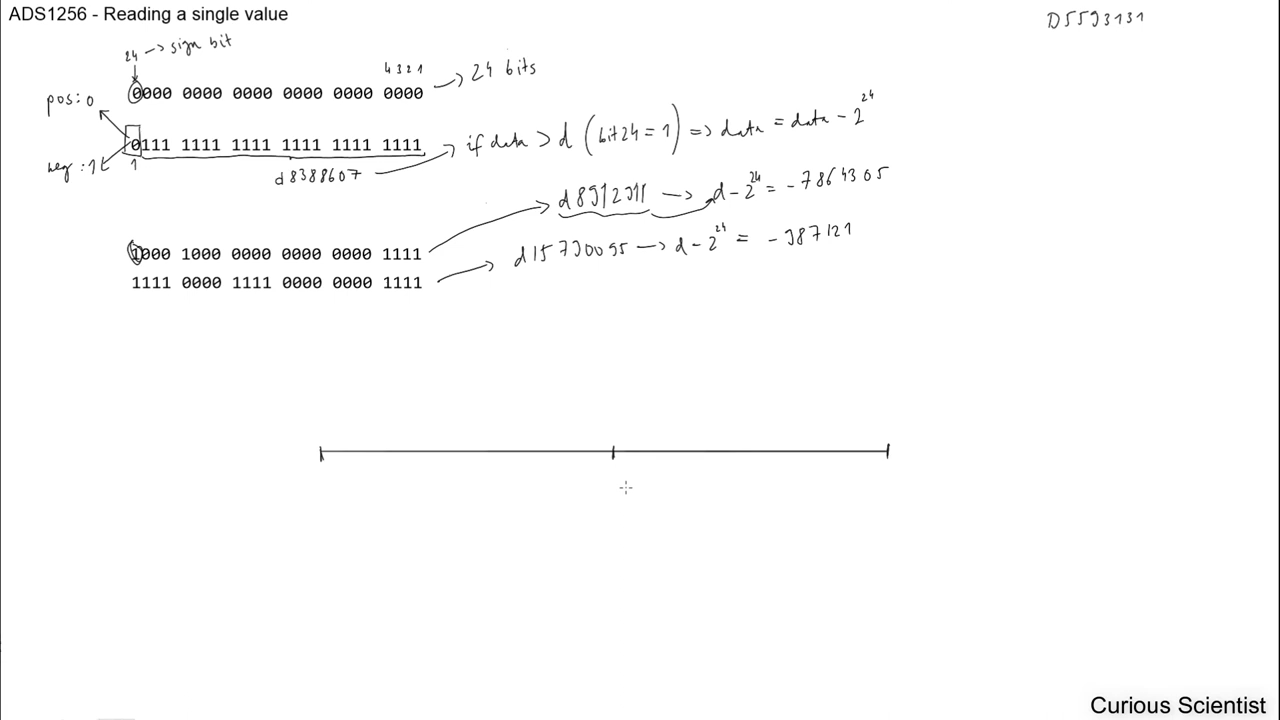 ADS1256 - Reading a single value
24 -> sign bit
4 3 2 1
0000 0000 0000 0000 0000 0000 -> 24 bits
pos: 0
0111 1111 1111 1111 1111 1111 -> if data > d (bit24 = 1) => data = data - 2^24
neg: 1
1
d8388607
d8912911 -> d - 2^24 = -7864305
1000 1000 0000 0000 0000 1111
d15790095 -> d - 2^24 = -987121
1111 0000 1111 0000 0000 1111
Curious Scientist